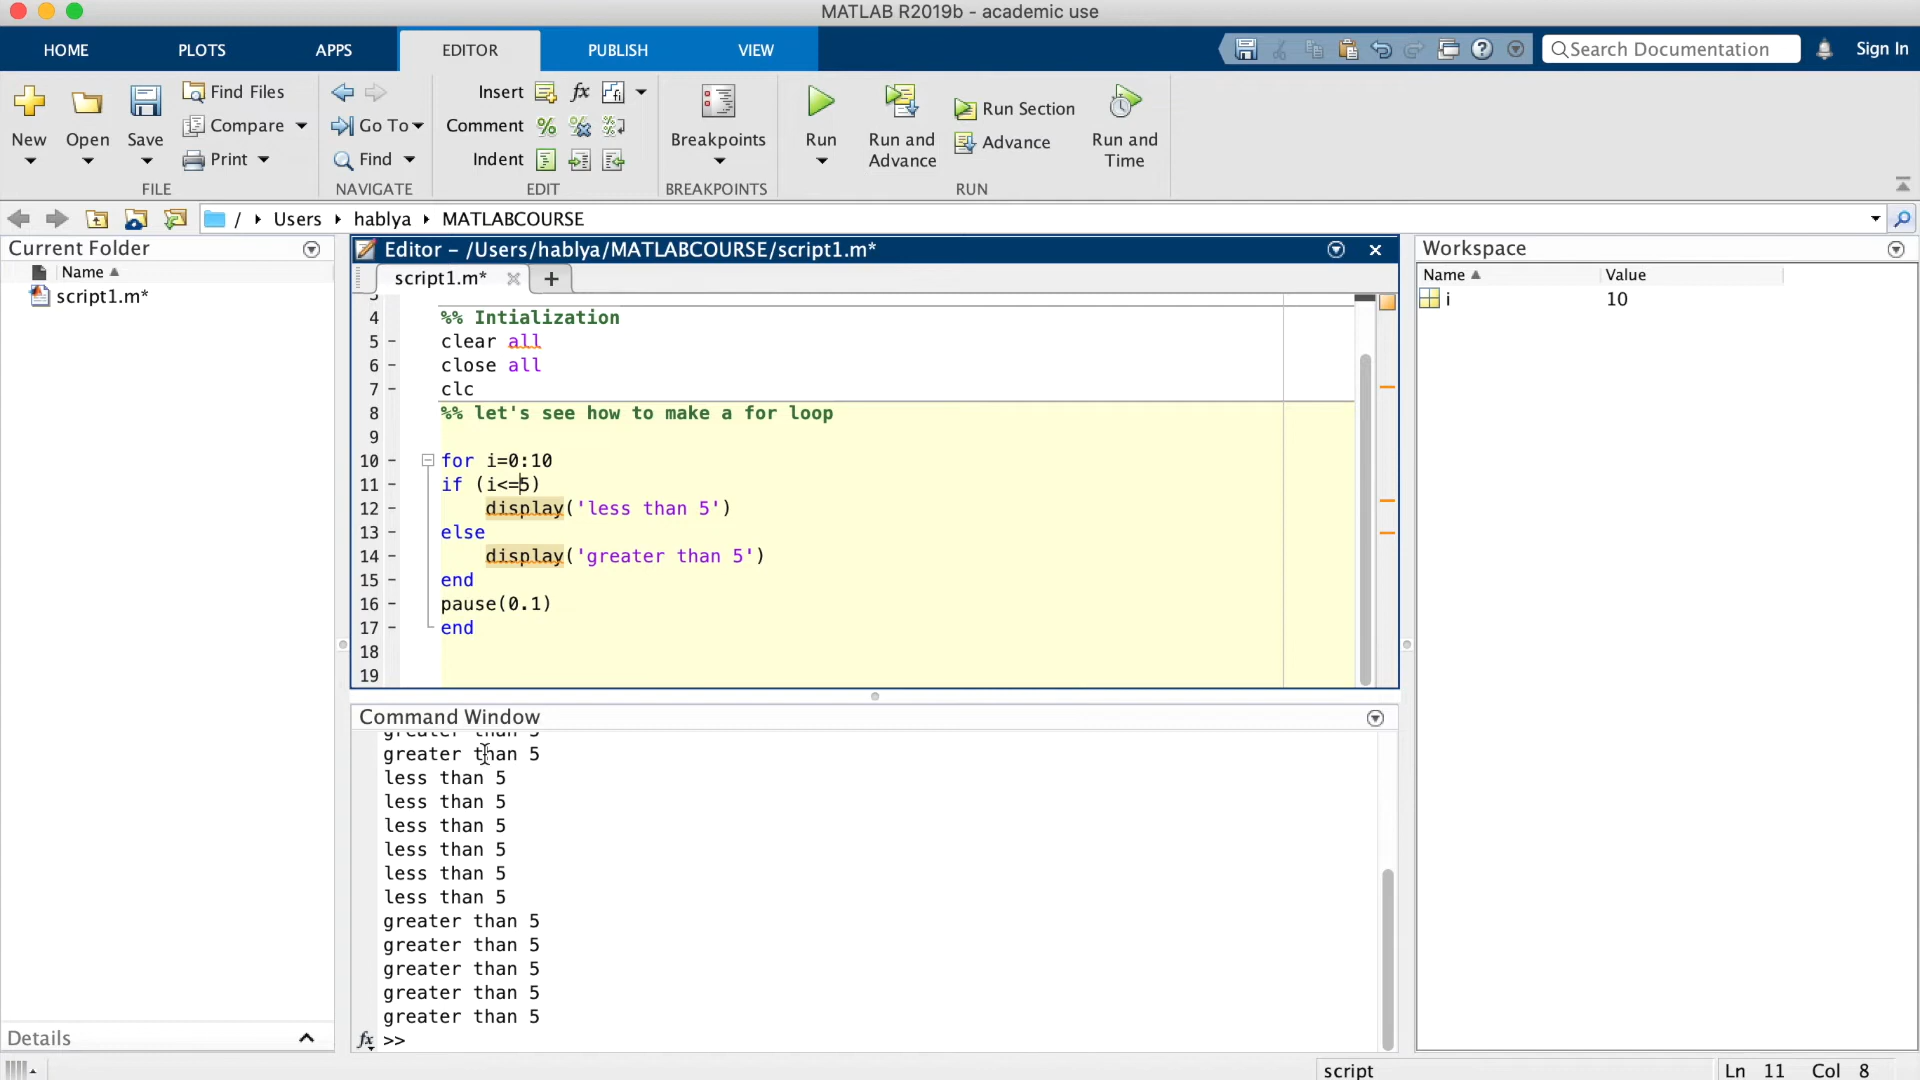 MATLAB R2019b - academic use
HOME PLOTS APPS EDITOR PUBLISH VIEW Search Documentation Sign In
New Open Save Find Files Compare Print
FILE
Go To Find
NAVIGATE
Insert fx
Comment
Indent
EDIT
Breakpoints
BREAKPOINTS
Run Run and Advance Run Section Advance Run and Time
RUN
/ Users hablya MATLABCOURSE
Current Folder
Name
script1.m*
Details
Editor – /Users/hablya/MATLABCOURSE/script1.m*
script1.m* +
4 %% Intialization
5 – clear all
6 – close all
7 – clc
8 %% let's see how to make a for loop
9
10 – for i=0:10
11 – if (i<=5)
12 – display('less than 5')
13 – else
14 – display('greater than 5')
15 – end
16 – pause(0.1)
17 – end
18
19
Command Window
greater than 5
greater than 5
less than 5
less than 5
less than 5
less than 5
less than 5
less than 5
greater than 5
greater than 5
greater than 5
greater than 5
greater than 5
fx >>
Workspace
Name Value
i 10
script Ln 11 Col 8